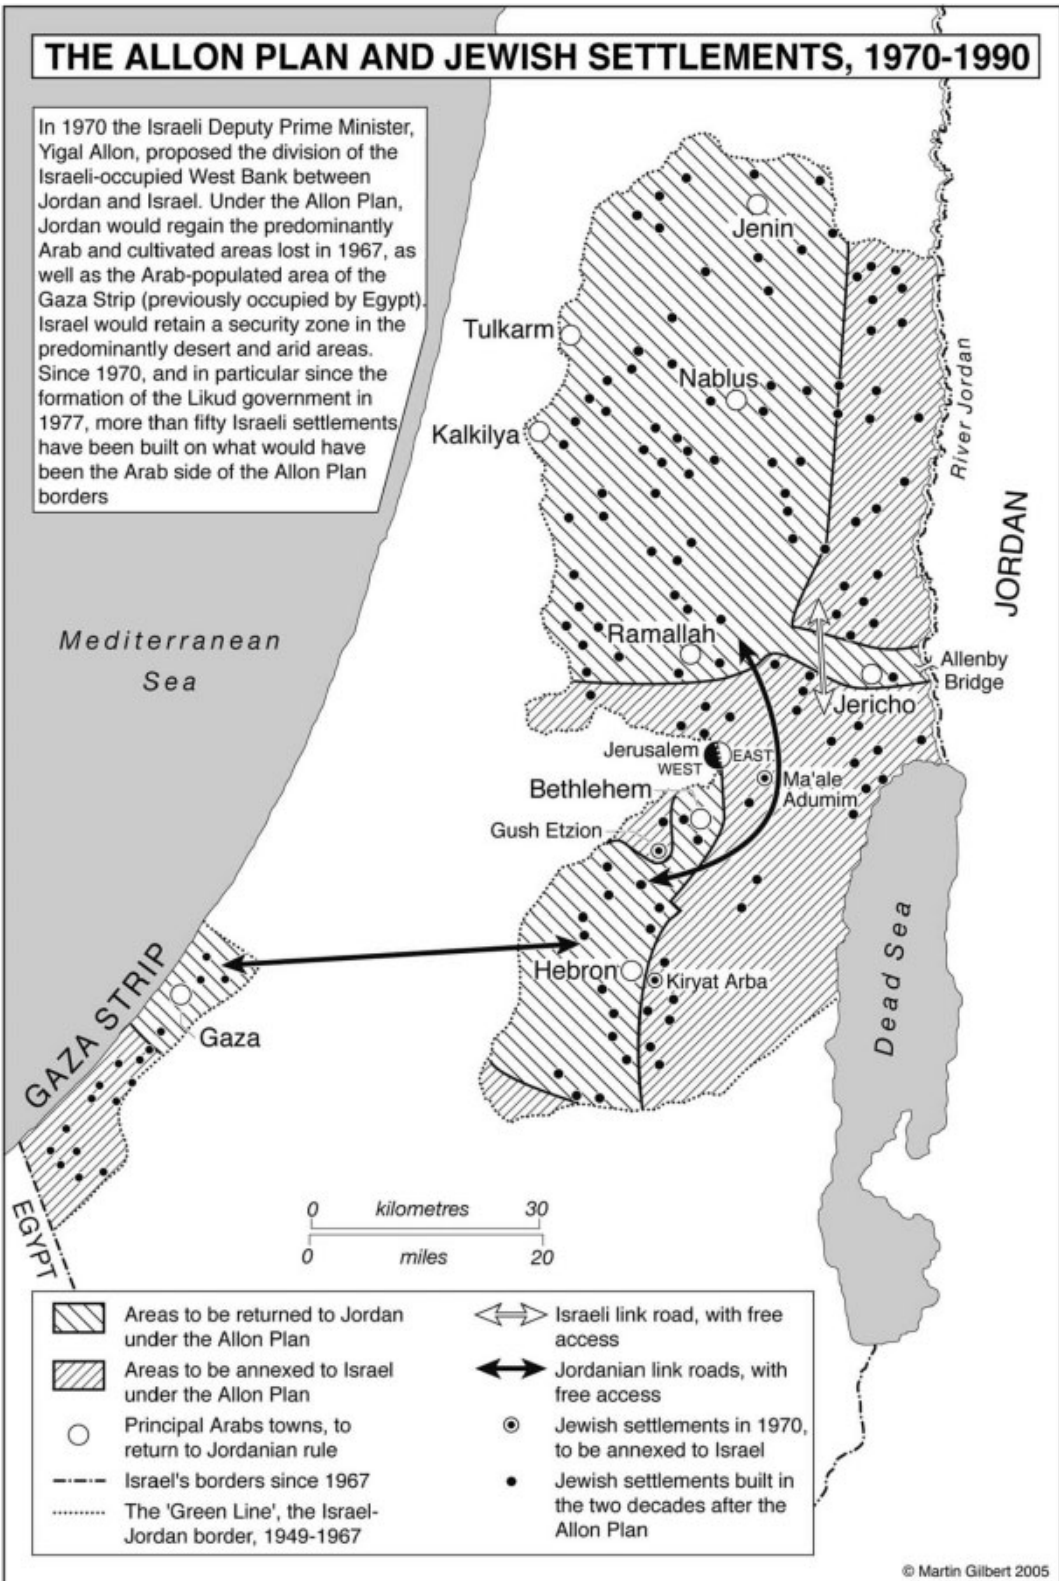 THE ALLON PLAN AND JEWISH SETTLEMENTS, 1970-1990
In 1970 the Israeli Deputy Prime Minister,
Yigal Allon, proposed the division of the
Israeli-occupied West Bank between
Jordan and Israel. Under the Allon Plan,
Jordan would regain the predominantly
Arab and cultivated areas lost in 1967, as
well as the Arab-populated area of the
Gaza Strip (previously occupied by Egypt).
Israel would retain a security zone in the
predominantly desert and arid areas.
Since 1970, and in particular since the
formation of the Likud government in
1977, more than fifty Israeli settlements
have been built on what would have
been the Arab side of the Allon Plan
borders
Jenin
Tulkarm
Nablus
Kalkilya
River Jordan
JORDAN
Mediterranean
Sea
Ramallah
Allenby
Bridge
Jericho
Jerusalem
WEST
EAST
Ma'ale
Adumim
Bethlehem
Gush Etzion
Hebron
Kiryat Arba
Dead Sea
GAZA STRIP
Gaza
EGYPT
0 kilometres 30
0 miles 20
Areas to be returned to Jordan
under the Allon Plan
Areas to be annexed to Israel
under the Allon Plan
Principal Arabs towns, to
return to Jordanian rule
Israel's borders since 1967
The 'Green Line', the Israel-
Jordan border, 1949-1967
Israeli link road, with free
access
Jordanian link roads, with
free access
Jewish settlements in 1970,
to be annexed to Israel
Jewish settlements built in
the two decades after the
Allon Plan
© Martin Gilbert 2005